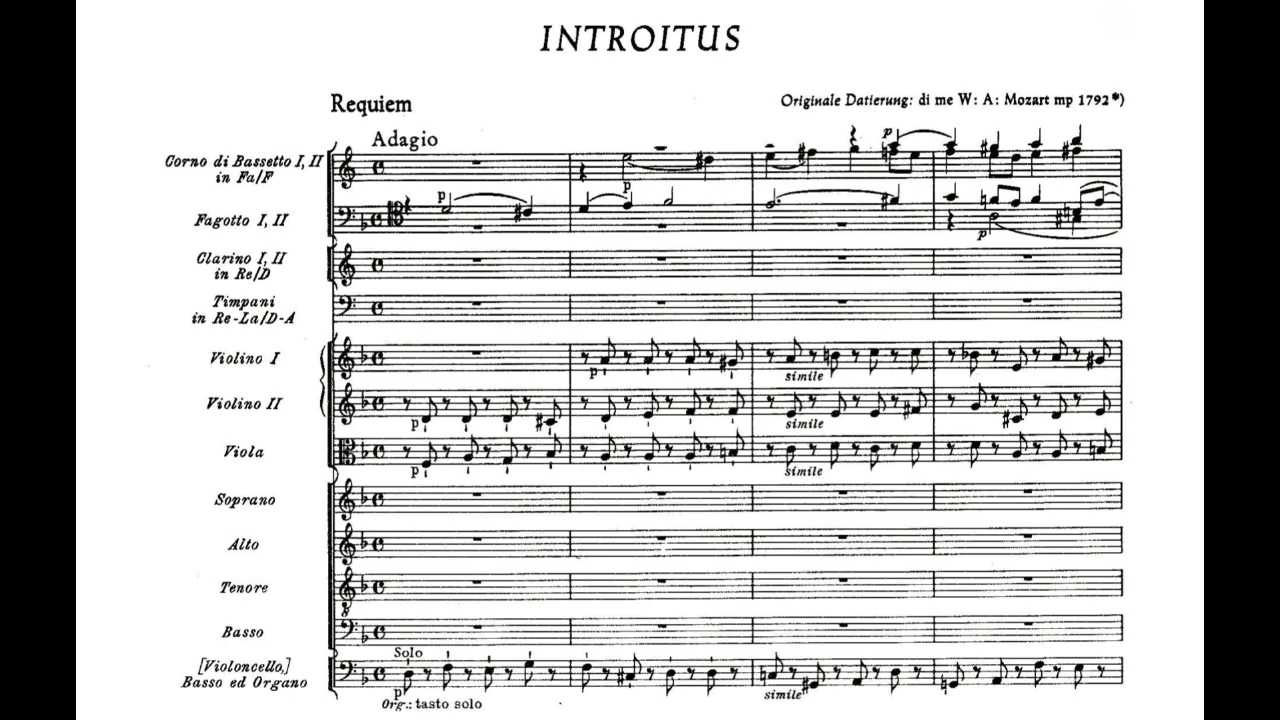 INTROITUS
Requiem
Originale Datierung: di me W: A: Mozart mp 1792*)
Adagio
Corno di Bassetto I, II
in Fa/F
p
p
p
Fagotto I, II
p
Clarino I, II
in Re/D
Timpani
in Re-La/D-A
Violino I
p
simile
Violino II
p
simile
Viola
p
simile
Soprano
Alto
Tenore
8
Basso
[Violoncello,]
Basso ed Organo
Solo
p
simile
Org.: tasto solo